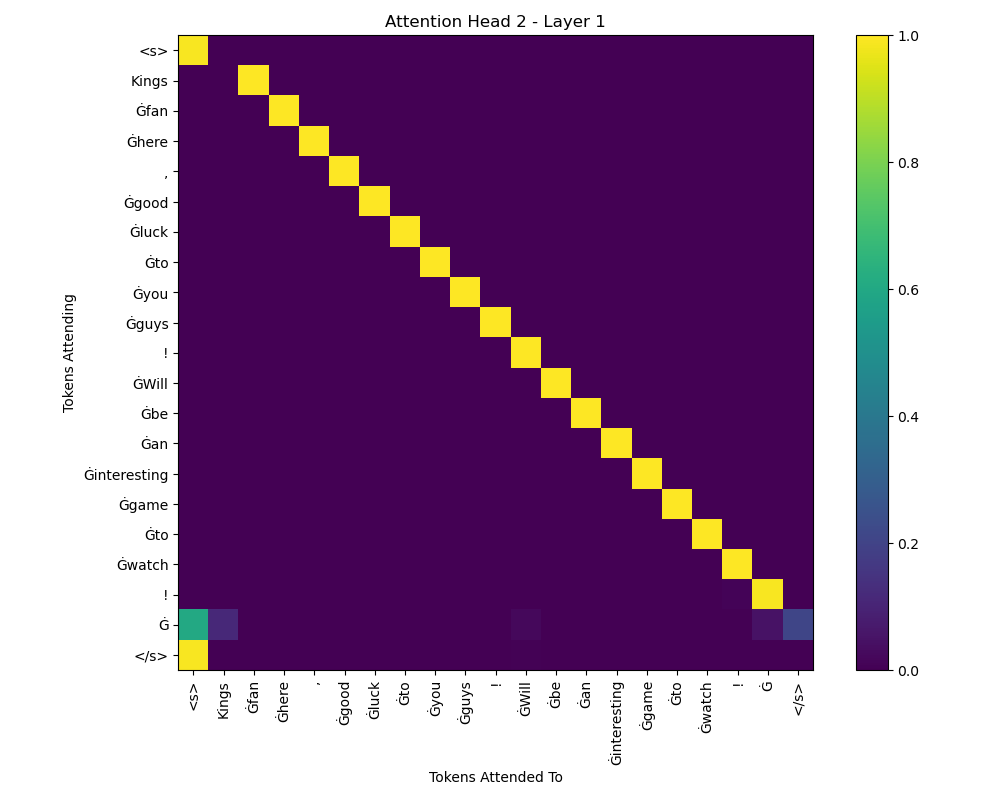 Attention Head 2 - Layer 1
<s>
Kings
Ġfan
Ġhere
,
Ġgood
Ġluck
Ġto
Ġyou
Ġguys
!
ĠWill
Ġbe
Ġan
Ġinteresting
Ġgame
Ġto
Ġwatch
!
Ġ
</s>
Tokens Attending
<s>
Kings
Ġfan
Ġhere
,
Ġgood
Ġluck
Ġto
Ġyou
Ġguys
!
ĠWill
Ġbe
Ġan
Ġinteresting
Ġgame
Ġto
Ġwatch
!
Ġ
</s>
Tokens Attended To
1.0
0.8
0.6
0.4
0.2
0.0